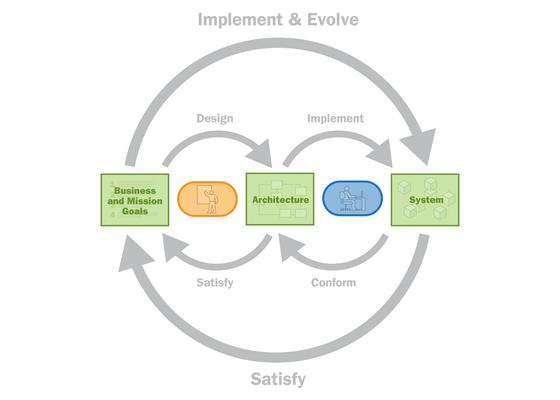 Implement & Evolve
Design
Implement
Business
and Mission
Goals
Architecture
System
Satisfy
Conform
Satisfy